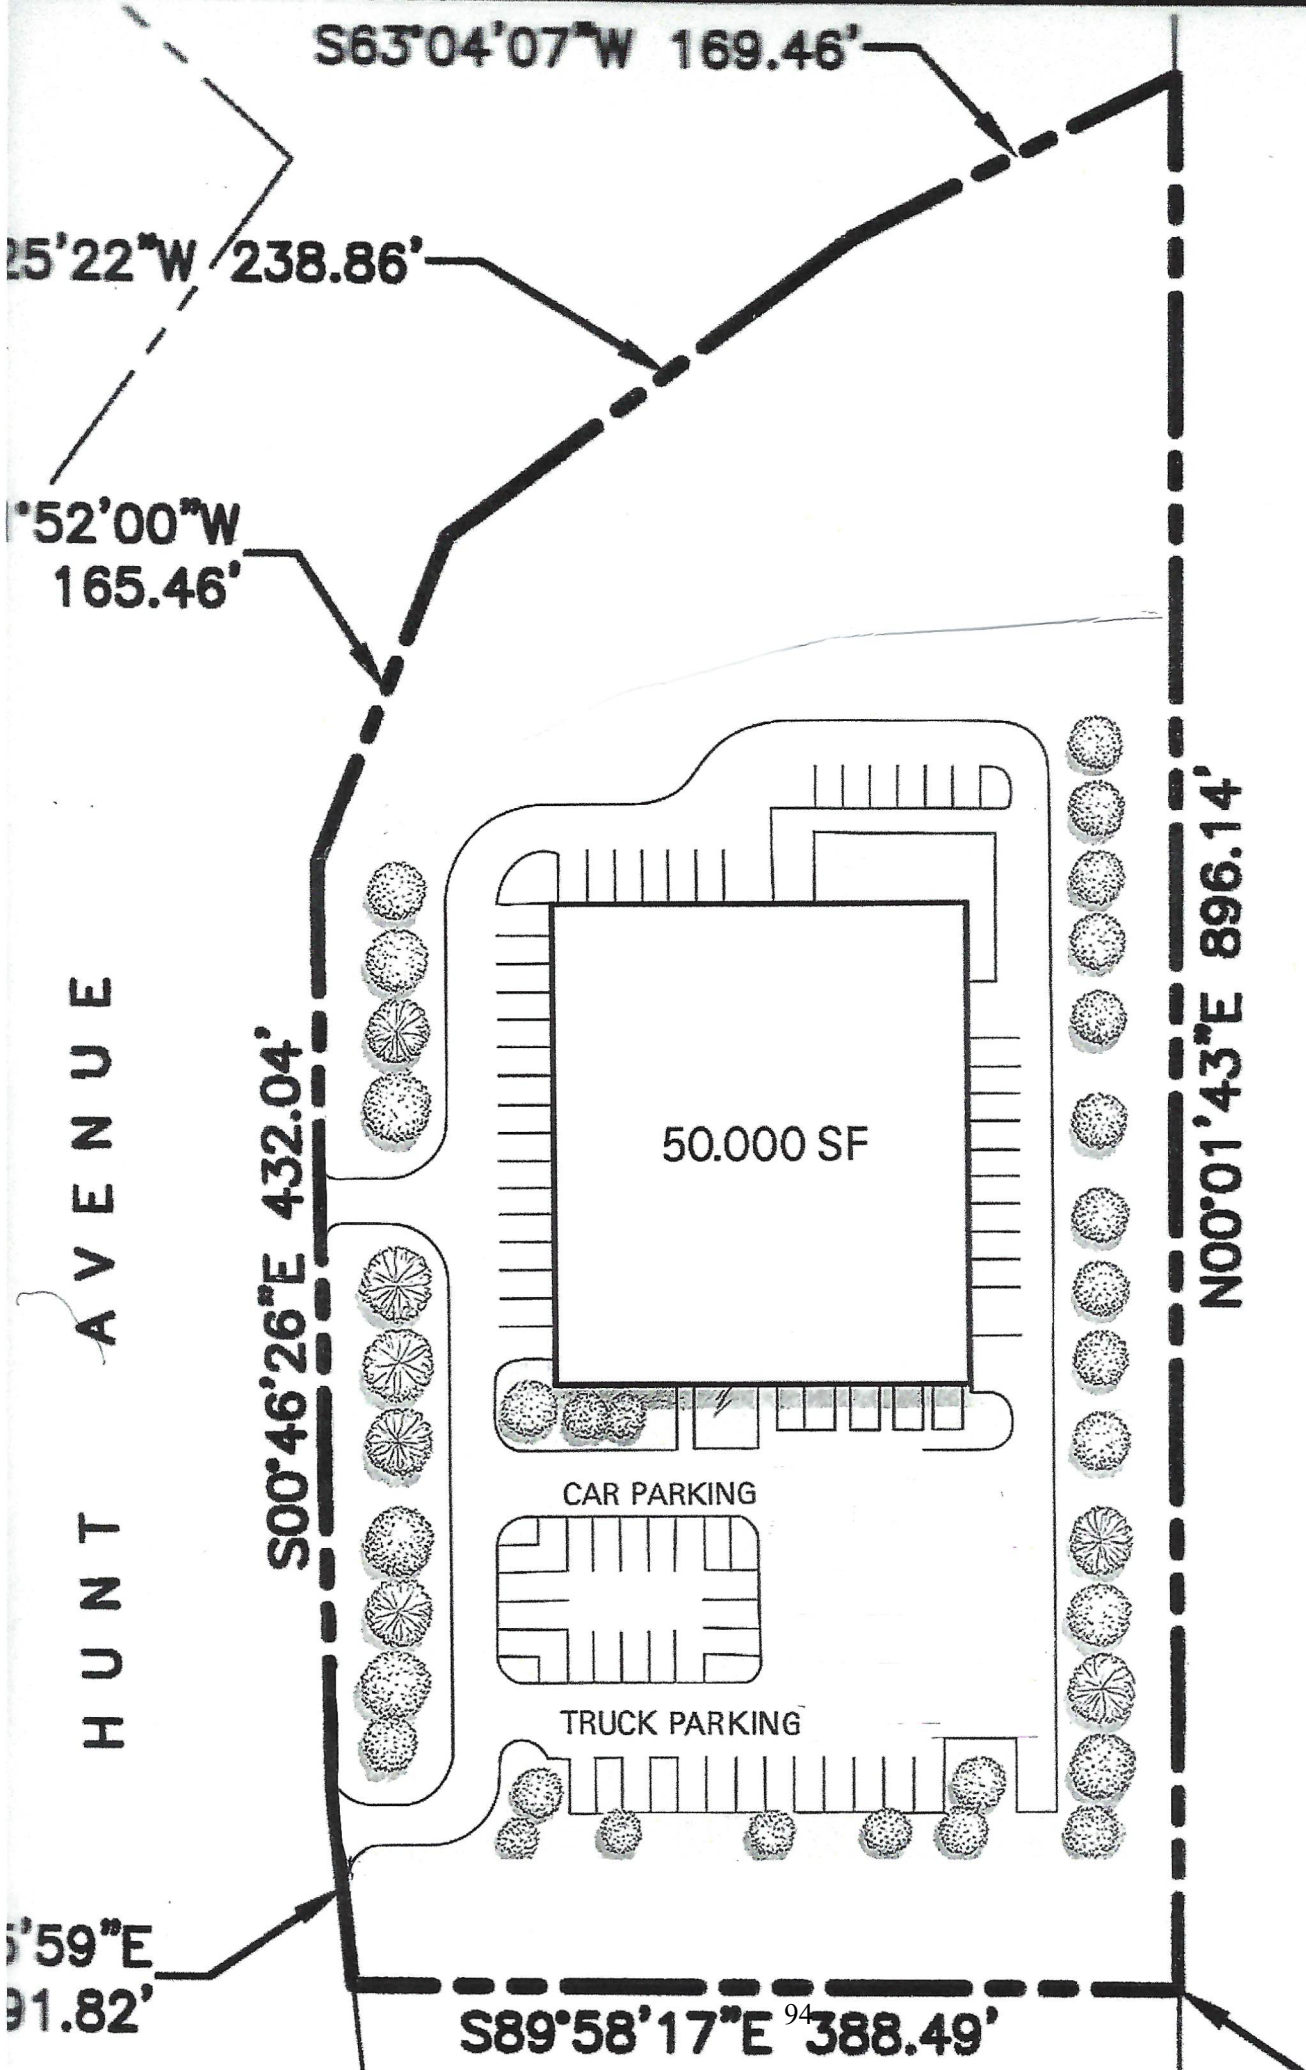 S63°04'07"W 169.46'
25'22"W 238.86'
°52'00"W
165.46'
HUNT AVENUE
S00°46'26"E 432.04'
N00°01'43"E 896.14'
50.000 SF
CAR PARKING
TRUCK PARKING
'59"E
91.82'
S89°58'17"E 388.49'
94